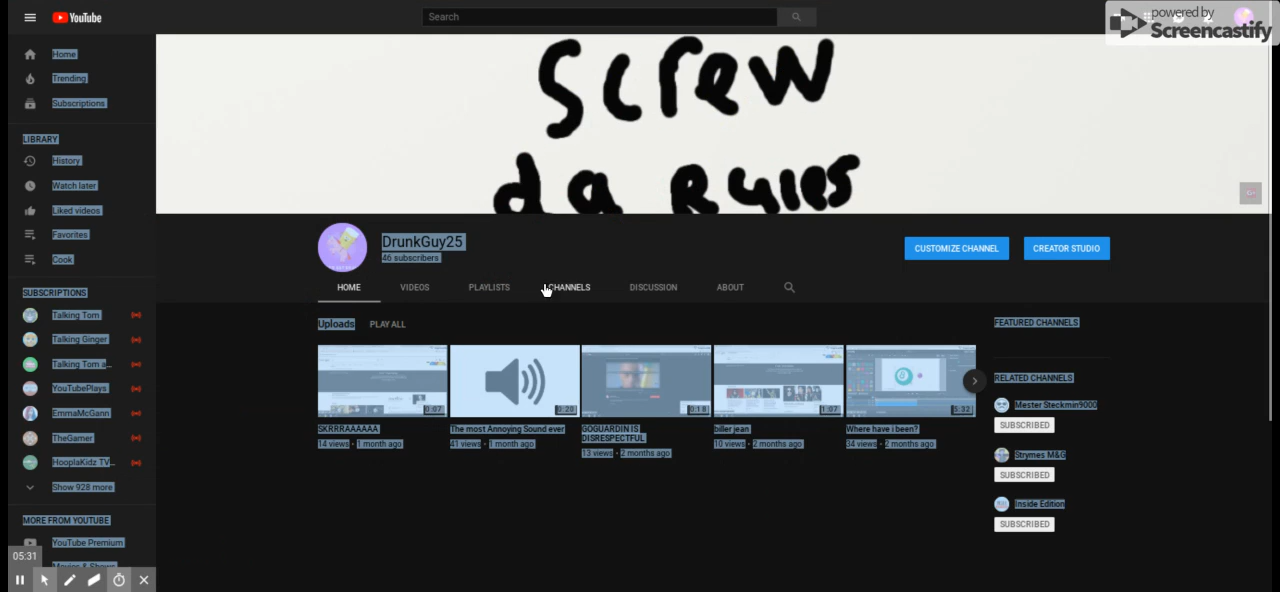 YouTube
Search
powered by
Screencastify
Home
Trending
Subscriptions
LIBRARY
History
Watch later
Liked videos
Favorites
Cook
SUBSCRIPTIONS
Talking Tom
Talking Ginger
Talking Tom a...
YouTubePlays
EmmaMcGann
TheGamer
HooplaKidz TV...
Show 928 more
MORE FROM YOUTUBE
YouTube Premium
Movies & Shows
05:31
Screw
da Rules
DrunkGuy25
46 subscribers
CUSTOMIZE CHANNEL
CREATOR STUDIO
HOME
VIDEOS
PLAYLISTS
CHANNELS
DISCUSSION
ABOUT
Uploads
PLAY ALL
0:07
SKRRRAAAAAA
14 views • 1 month ago
0:20
The most Annoying Sound ever
41 views • 1 month ago
0:18
GOGUARDIN IS
DISRESPECTFUL
13 views • 2 months ago
1:07
biller jean
10 views • 2 months ago
5:32
Where have i been?
34 views • 2 months ago
FEATURED CHANNELS
RELATED CHANNELS
Mester Steckmin9000
SUBSCRIBED
Strymes M&G
SUBSCRIBED
Inside Edition
SUBSCRIBED